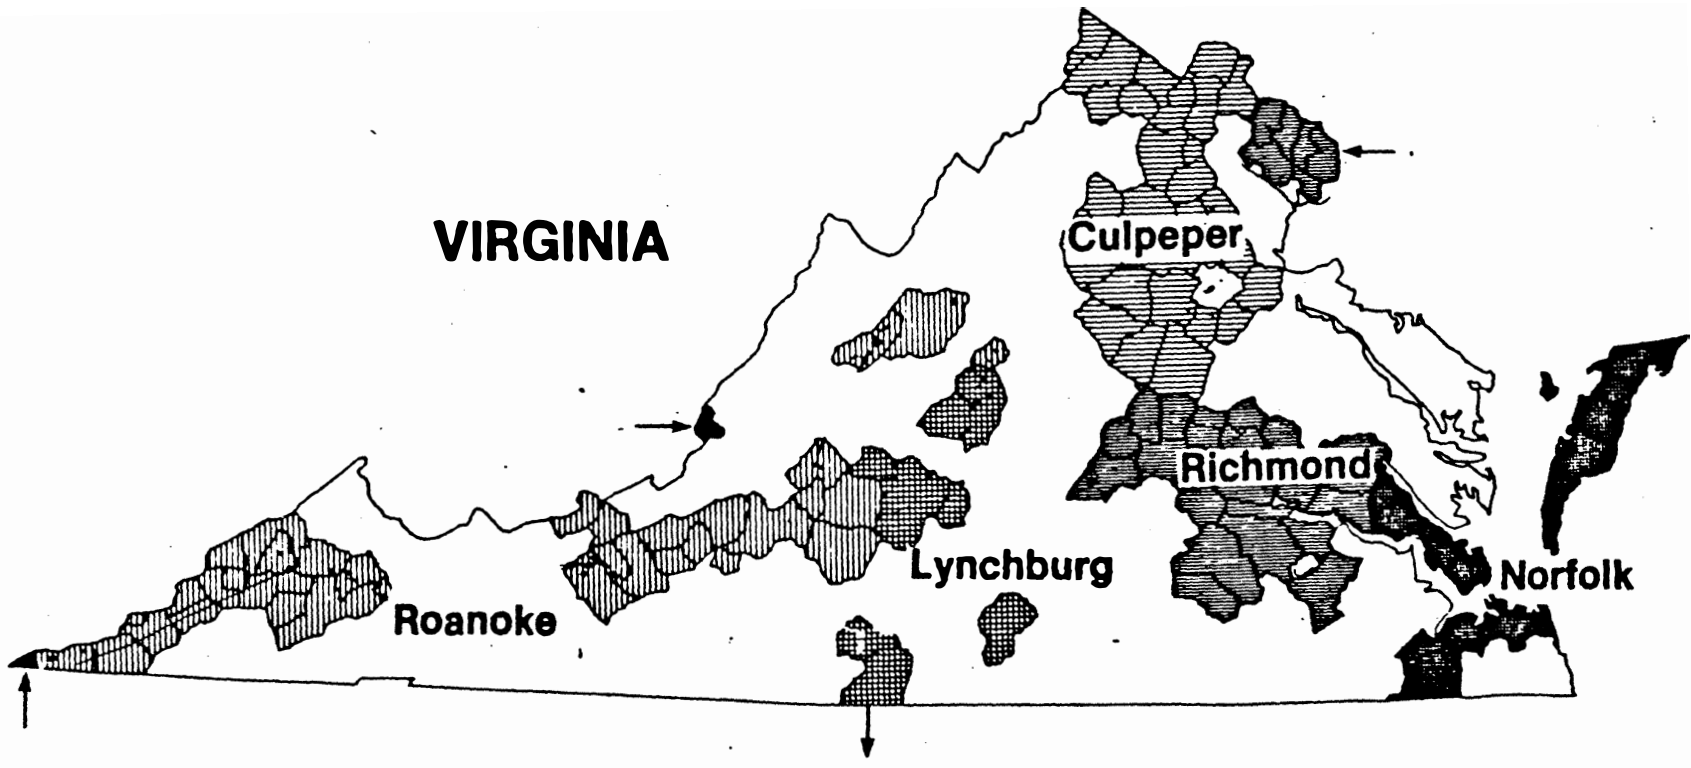 VIRGINIA
Culpeper
Richmond
Lynchburg
Norfolk
Roanoke